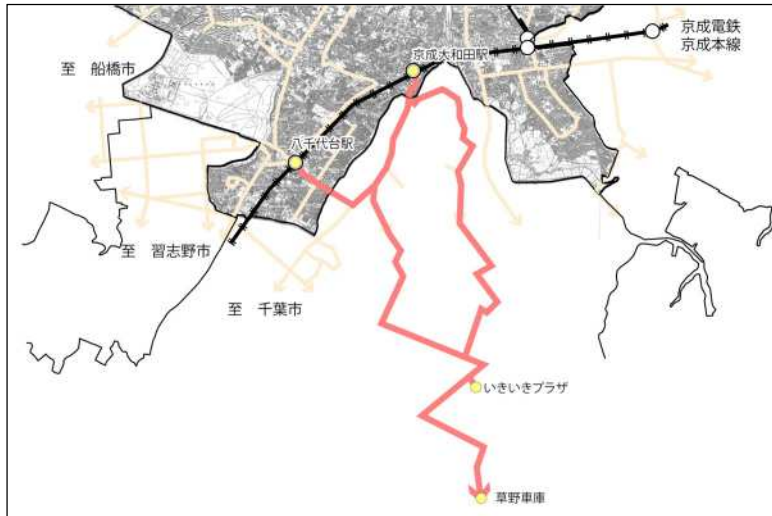 京成電鉄
京成本線
京成大和田駅
至 船橋市
八千代台駅
至 習志野市
至 千葉市
いきいきプラザ
草野車庫